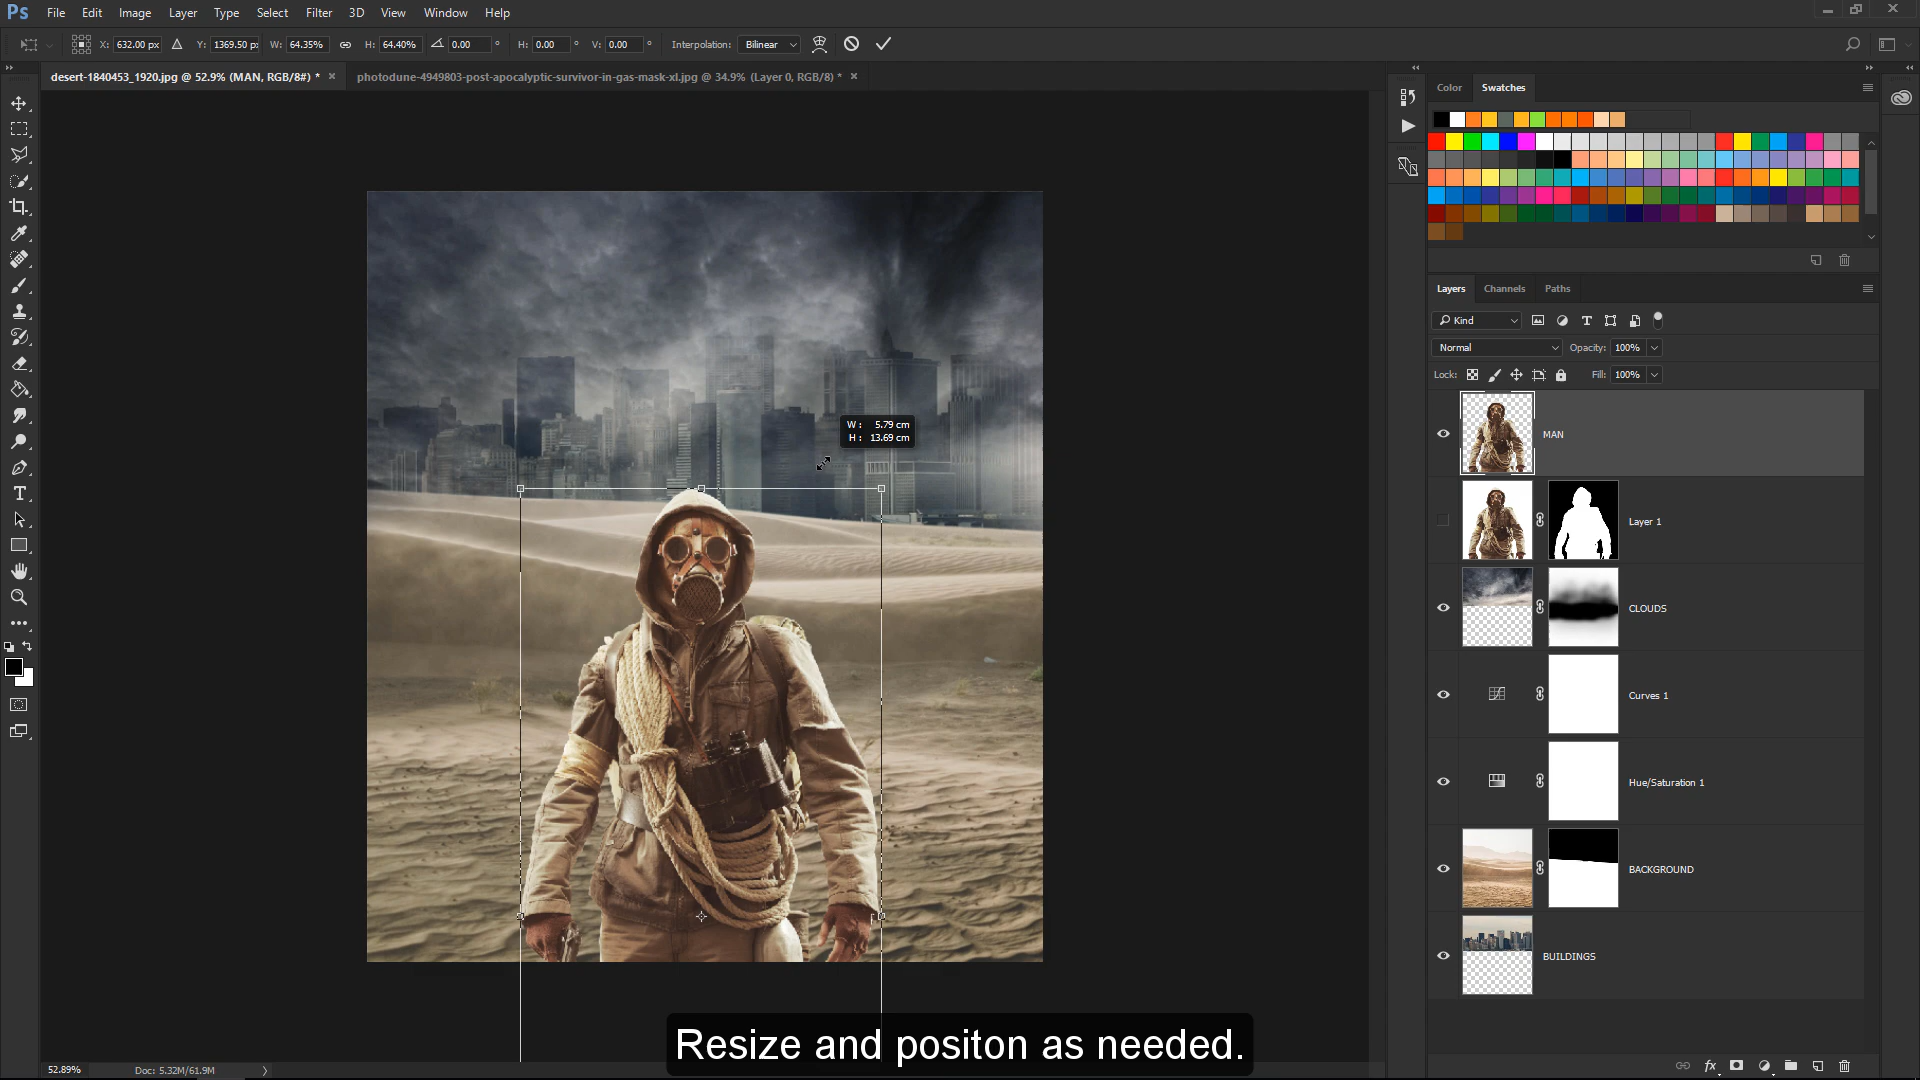 Ps File Edit Image Layer Type Select Filter 3D View Window Help
X: 632.00 px Y: 1369.50 px W: 64.35% H: 64.40% 0.00 ° H: 0.00 ° V: 0.00 ° Interpolation: Bilinear
desert-1840453_1920.jpg @ 52.9% (MAN, RGB/8#) * × photodune-4949803-post-apocalyptic-survivor-in-gas-mask-xl.jpg @ 34.9% (Layer 0, RGB/8) * ×
Color Swatches
Layers Channels Paths
Kind
Normal Opacity: 100%
Lock: Fill: 100%
W : 5.79 cm
H : 13.69 cm
MAN
Layer 1
CLOUDS
Curves 1
Hue/Saturation 1
BACKGROUND
BUILDINGS
Resize and positon as needed.
52.89% Doc: 5.32M/61.9M
fx